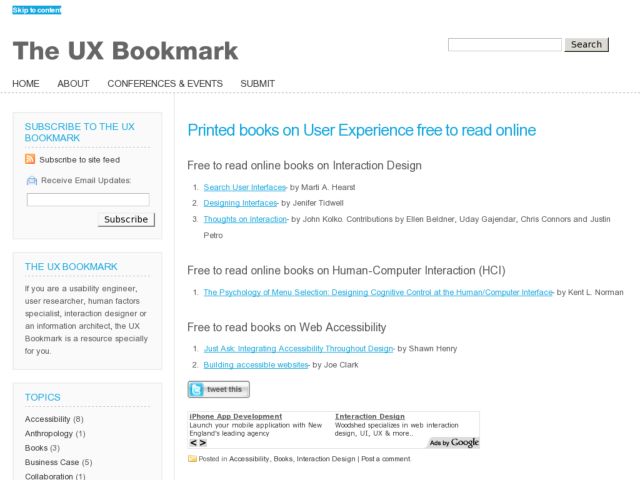 Skip to content
The UX Bookmark
Search
HOME ABOUT CONFERENCES & EVENTS SUBMIT
SUBSCRIBE TO THE UX
BOOKMARK
Subscribe to site feed
Receive Email Updates:
Subscribe
THE UX BOOKMARK
If you are a usability engineer,
user researcher, human factors
specialist, interaction designer or
an information architect, the UX
Bookmark is a resource specially
for you.
TOPICS
Accessibility (8)
Anthropology (1)
Books (3)
Business Case (5)
Collaboration (1)
Printed books on User Experience free to read online
Free to read online books on Interaction Design
1. Search User Interfaces- by Marti A. Hearst
2. Designing Interfaces- by Jenifer Tidwell
3. Thoughts on interaction- by John Kolko. Contributions by Ellen Beldner, Uday Gajendar, Chris Connors and Justin
Petro
Free to read online books on Human-Computer Interaction (HCI)
1. The Psychology of Menu Selection: Designing Cognitive Control at the Human/Computer Interface- by Kent L. Norman
Free to read books on Web Accessibility
1. Just Ask: Integrating Accessibility Throughout Design- by Shawn Henry
2. Building accessible websites- by Joe Clark
tweet this
iPhone App Development
Launch your mobile application with New
England's leading agency
Interaction Design
Woodshed specializes in web interaction
design, UI, UX & more..
Ads by Google
Posted in Accessibility, Books, Interaction Design | Post a comment